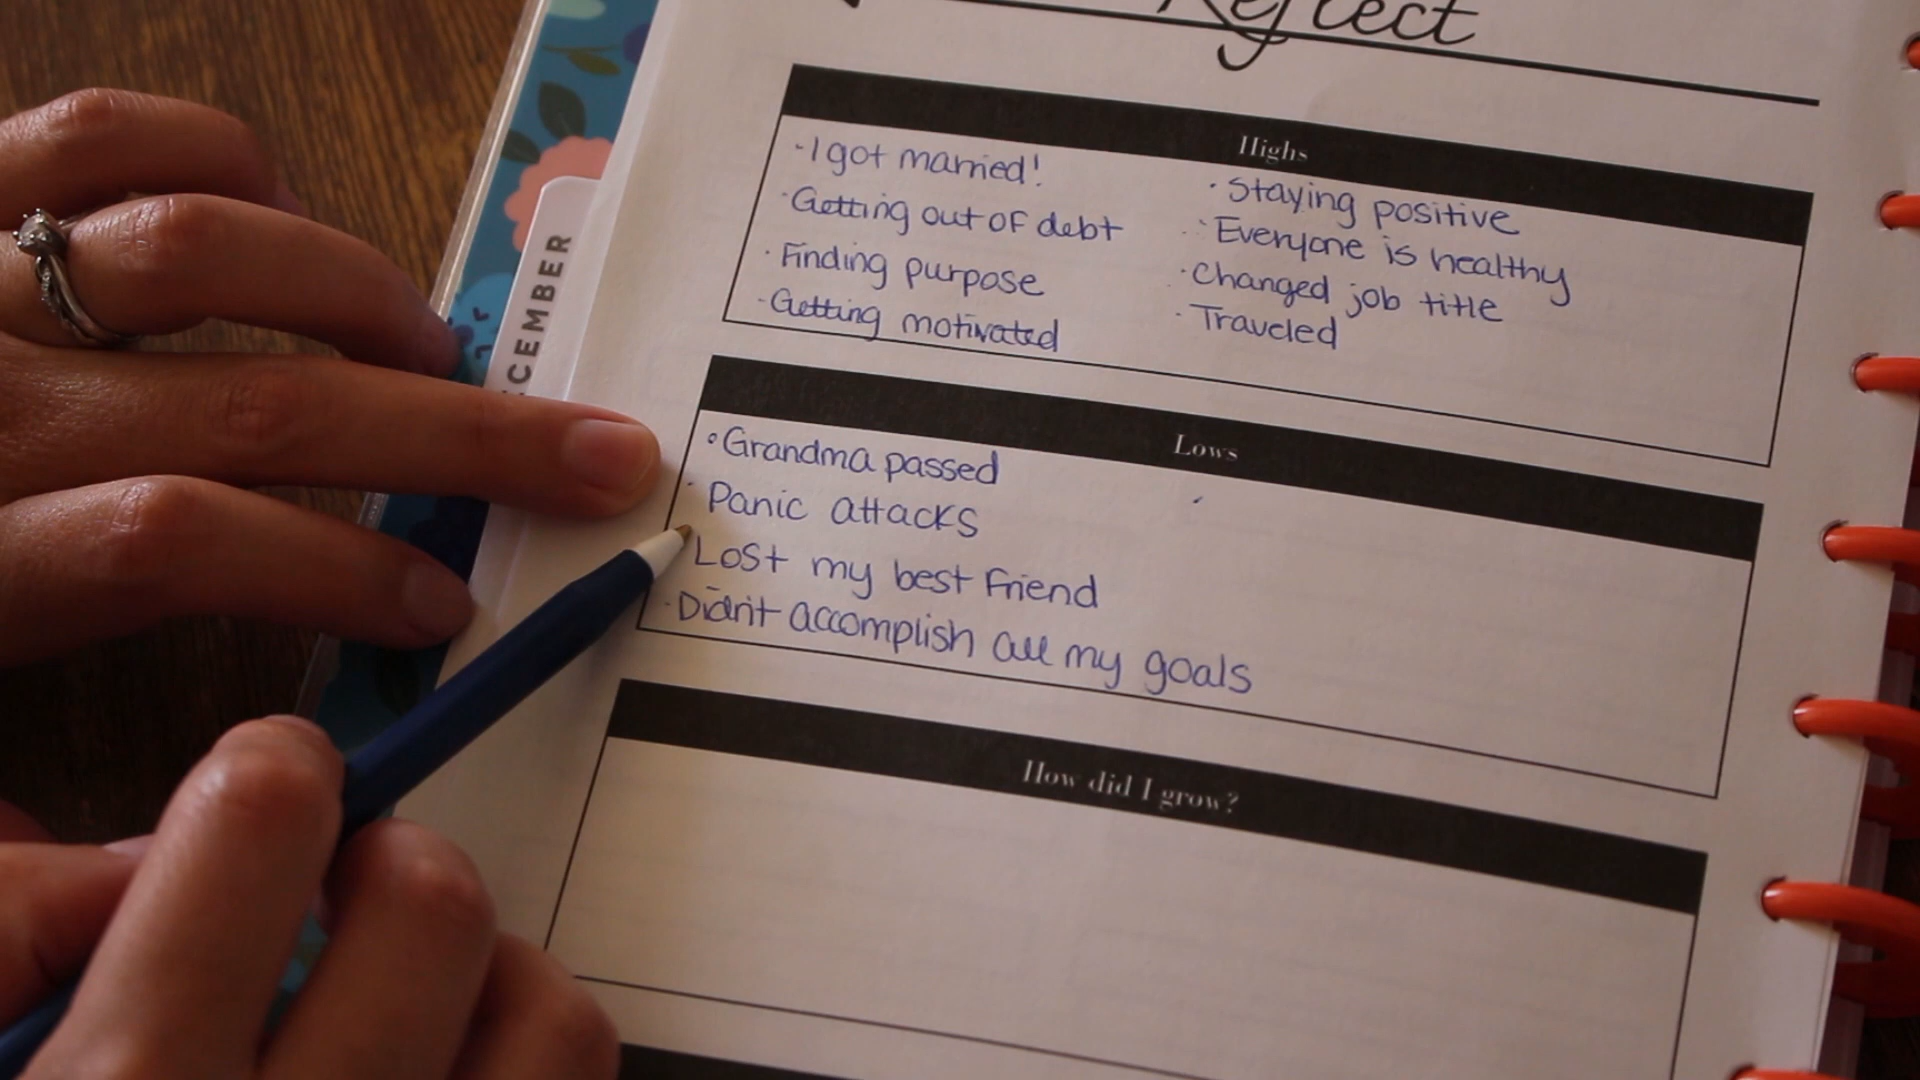 Reflect
Highs
- I got married!
· Getting out of debt
· Finding purpose
- Getting motivated
· Staying positive
· Everyone is healthy
· Changed job title
· Traveled
Lows
· Grandma passed
· Panic attacks
Lost my best friend
· Didn't accomplish all my goals
How did I grow?
CEMBER